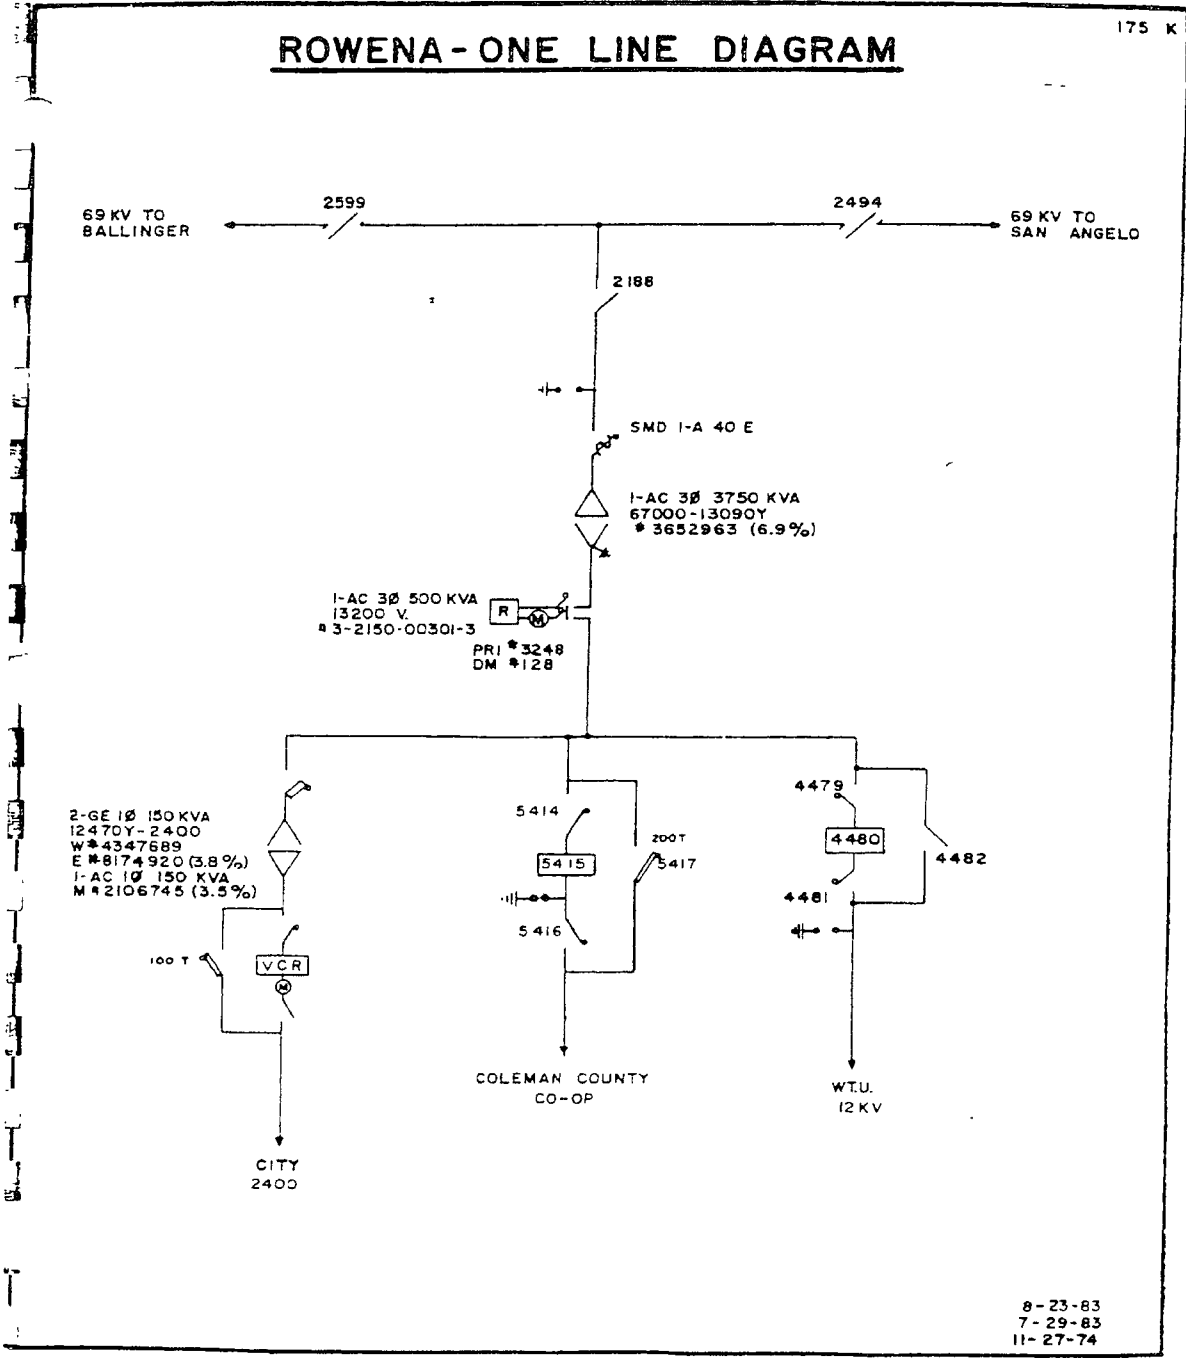 175 K
ROWENA-ONE LINE DIAGRAM
2599
2494
69 KV TO
BALLINGER
69 KV TO
SAN ANGELO
2188
SMD 1-A 40 E
1-AC 3Ø 3750 KVA
67000-13090Y
# 3652963 (6.9%)
1-AC 3Ø 500 KVA
13200 V.
# 3-2150-00301-3
R
M
PRI #3248
DM #128
2-GE 1Ø 150 KVA
12470Y-2400
W#4347689
E #8174920 (3.8%)
1-AC 1Ø 150 KVA
M #2106745 (3.5%)
100 T
VCR
M
CITY
2400
5414
5415
200T
5417
5416
COLEMAN COUNTY
CO-OP
4479
4480
4482
4481
W.T.U.
12 KV
8-23-83
7-29-83
11-27-74